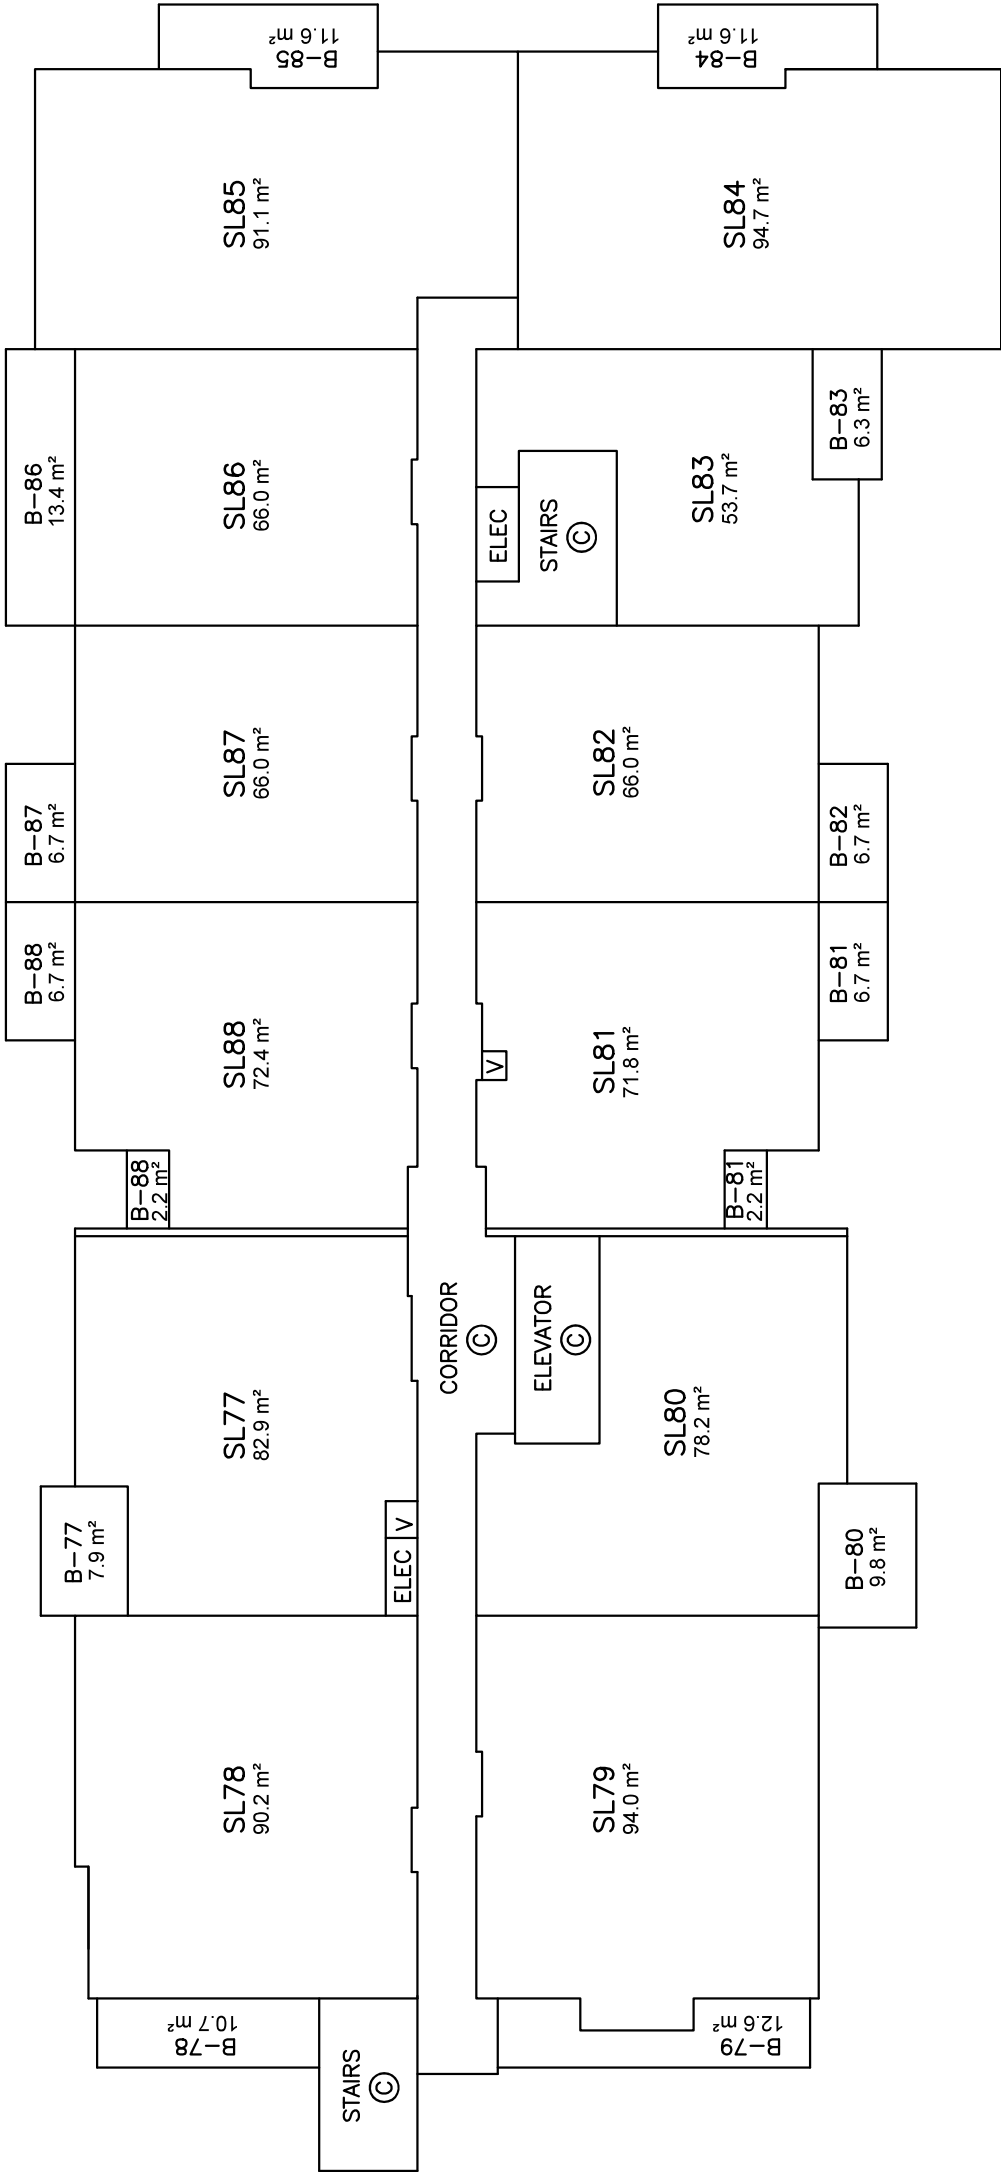 B-85
11.6 m²
B-84
11.6 m²
SL85
91.1 m²
SL84
94.7 m²
B-86
13.4 m²
SL86
66.0 m²
ELEC
STAIRS
©
SL83
53.7 m²
B-83
6.3 m²
B-87
6.7 m²
SL87
66.0 m²
SL82
66.0 m²
B-82
6.7 m²
B-88
6.7 m²
SL88
72.4 m²
V
SL81
71.8 m²
B-81
6.7 m²
B-88
2.2 m²
B-81
2.2 m²
SL77
82.9 m²
CORRIDOR
©
ELEVATOR
©
SL80
78.2 m²
B-77
7.9 m²
ELEC
V
B-80
9.8 m²
SL78
90.2 m²
SL79
94.0 m²
B-78
10.7 m²
STAIRS
©
B-79
12.6 m²